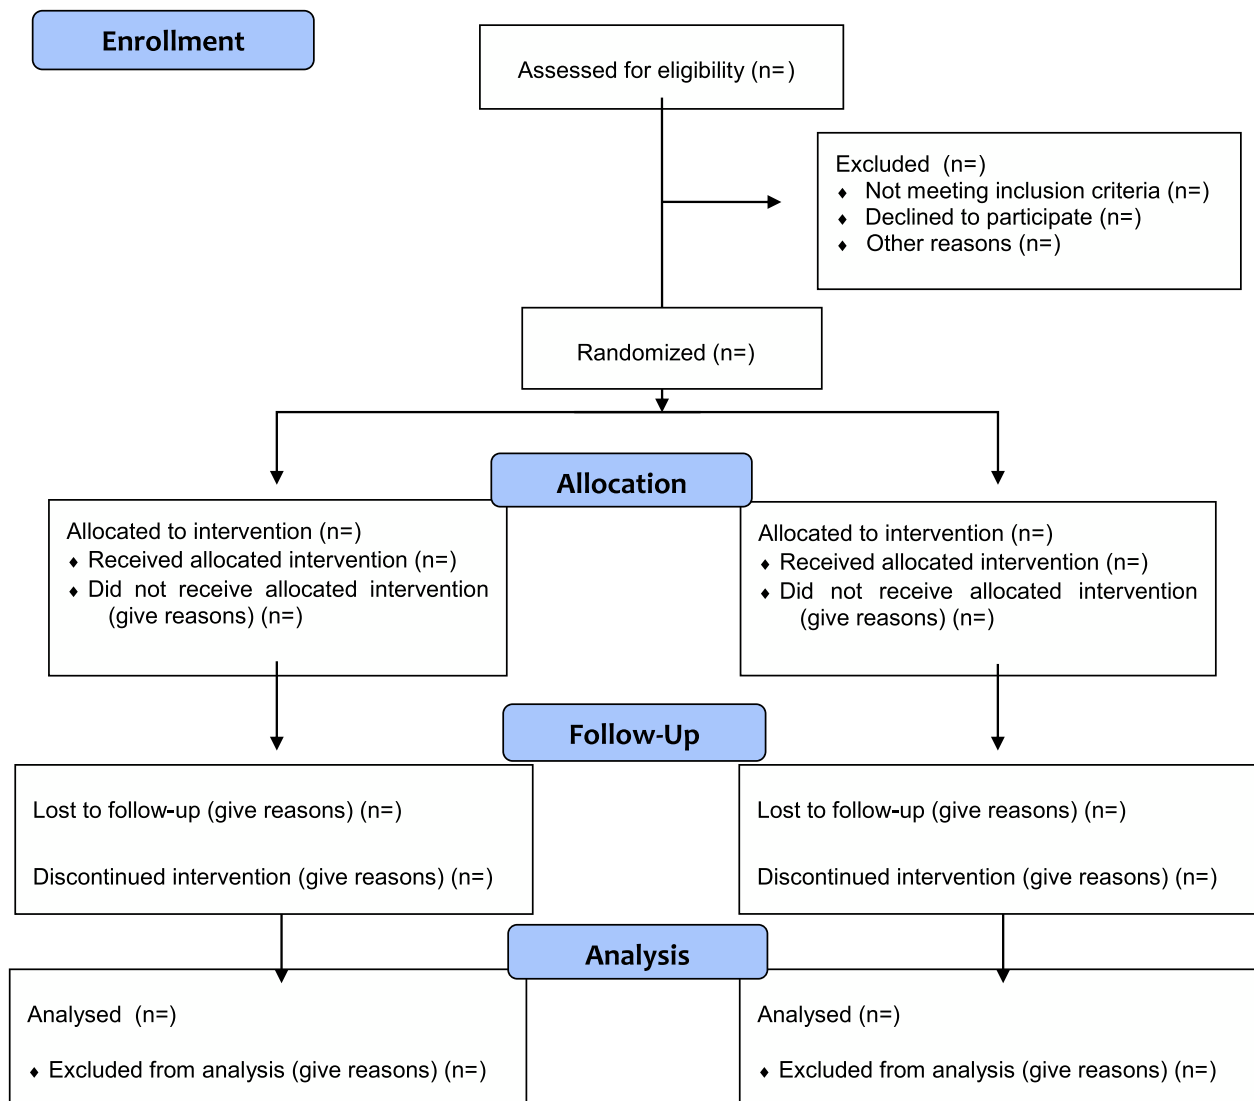 Enrollment
Assessed for eligibility (n=)
Excluded (n=)
♦ Not meeting inclusion criteria (n=)
♦ Declined to participate (n=)
♦ Other reasons (n=)
Randomized (n=)
Allocation
Allocated to intervention (n=)
♦ Received allocated intervention (n=)
♦ Did not receive allocated intervention
(give reasons) (n=)
Allocated to intervention (n=)
♦ Received allocated intervention (n=)
♦ Did not receive allocated intervention
(give reasons) (n=)
Follow-Up
Lost to follow-up (give reasons) (n=)
Discontinued intervention (give reasons) (n=)
Lost to follow-up (give reasons) (n=)
Discontinued intervention (give reasons) (n=)
Analysis
Analysed (n=)
♦ Excluded from analysis (give reasons) (n=)
Analysed (n=)
♦ Excluded from analysis (give reasons) (n=)